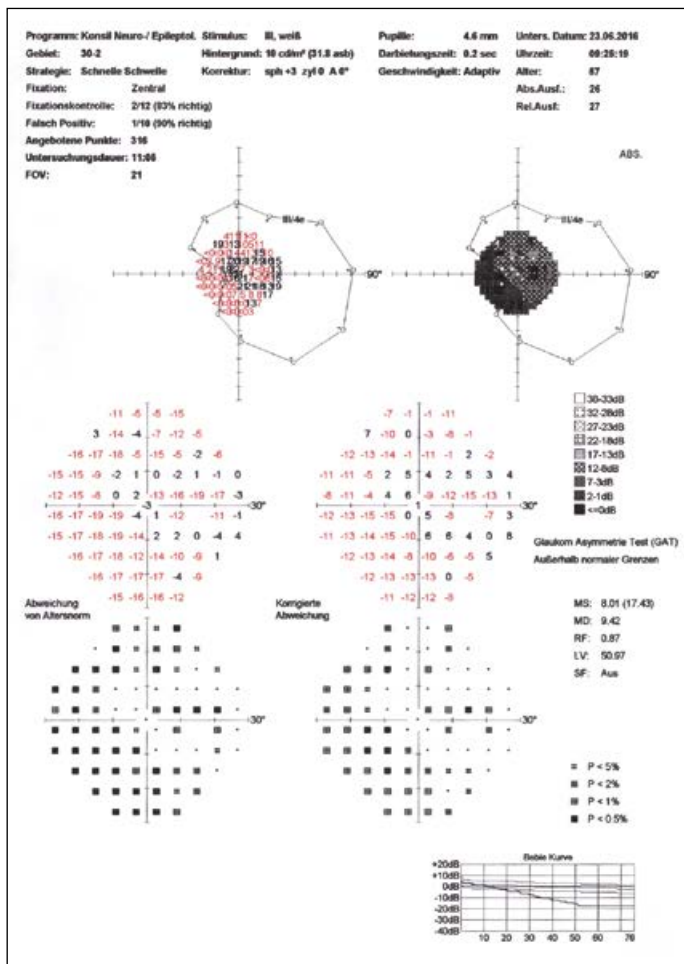 Programm: Konsil Neuro-/ Epileptol. Stimulus: III, weiß Pupille: 4.6 mm Unters. Datum: 23.06.2016
Gebiet: 30-2 Hintergrund: 10 cd/m² (31.8 asb) Darbietungszeit: 0.2 sec Uhrzeit: 09:26:19
Strategie: Schnelle Schwelle Korrektur: sph +3 zyl 0 A 0° Geschwindigkeit: Adaptiv Alter: 67
Fixation: Zentral Abs.Ausf.: 26
Fixationskontrolle: 2/12 (83% richtig) Rel.Ausf: 27
Falsch Positiv: 1/10 (90% richtig)
Angebotene Punkte: 316
Untersuchungsdauer: 11:06
FOV: 21
ABS.
III/4e
90°
III/4e
90°
-11 -6 -5 -15
3 -14 -4 -7 -12 -5
-16 -17 -5 -6 -5 -5 -2 -6
-15 -15 -9 -2 1 0 -2 1 -1 0
-12 -15 -8 0 2 -13 -16 -19 -17 -3
-3
30°
-16 -17 -19 -19 -4 1 -11 -1
-16 -17 -18 -19 -14 2 2 0 -4 4
-16 -17 -18 -12 -10 -14 -9 1
-17 -17 -17 -17 -4 -9
-15 -16 -16 -12
-7 -1 -1 -11
7 -10 0 -3 -8 -1
-12 -13 -14 -1 -1 -11 2 -2
-11 -11 -5 2 5 4 2 5 3 4
-8 -11 -4 4 6 -9 -12 -15 -13 1
1
30°
-12 -13 -15 -15 0 5 -7 3
-12 -13 -14 -15 -10 6 6 4 0 8
-12 -13 -14 -8 -6 -10 -5 5
-12 -13 -13 -13 0 -5
-11 -12 -12 -8
36-33dB
32-28dB
27-23dB
22-18dB
17-13dB
12-8dB
7-3dB
2-1dB
<=0dB
Glaukom Asymmetrie Test (GAT)
Außerhalb normaler Grenzen
Abweichung
von Altersnorm
Korrigierte
Abweichung
MS: 8.01 (17.43)
MD: 9.42
RF: 0.87
LV: 50.97
SF: Aus
30°
30°
P < 5%
P < 2%
P < 1%
P < 0.5%
Bebie Kurve
+20dB
+10dB
0dB
-10dB
-20dB
-30dB
-40dB
10 20 30 40 50 60 70 76